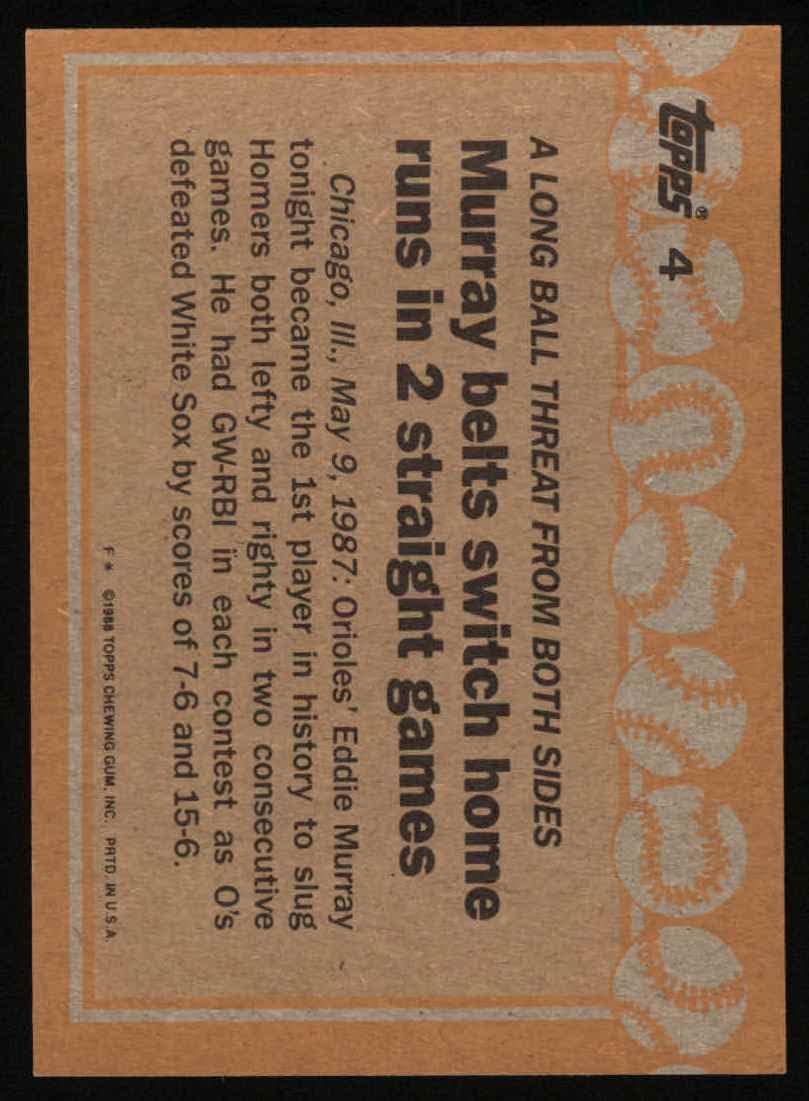 Topps® 4
A LONG BALL THREAT FROM BOTH SIDES
Murray belts switch home
runs in 2 straight games
Chicago, Ill., May 9, 1987: Orioles' Eddie Murray
tonight became the 1st player in history to slug
Homers both lefty and righty in two consecutive
games. He had GW-RBI in each contest as O's
defeated White Sox by scores of 7-6 and 15-6.
F * ©1988 TOPPS CHEWING GUM, INC. PRTD. IN U.S.A.